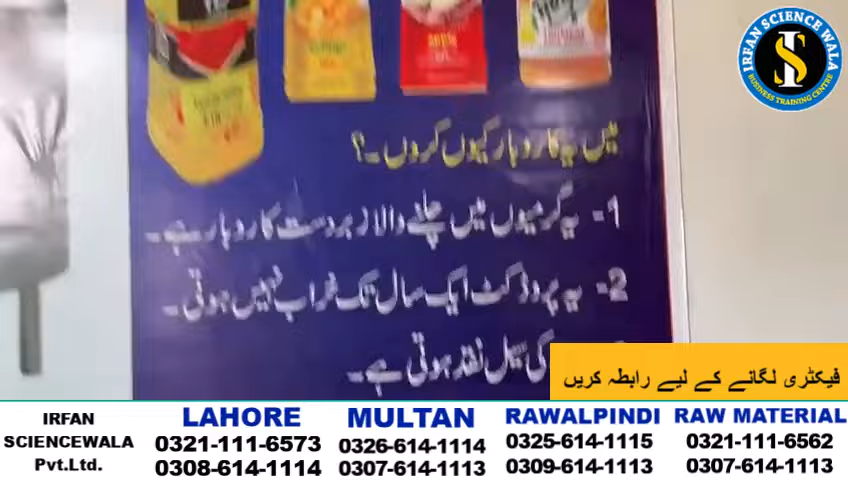 IRFAN SCIENCE WALA
IS
BUSINESS TRAINING CENTRE
میں یہ کاروبار کیوں کروں۔؟
1- یہ گرمیوں میں چلنے والا زبردست کاروبار ہے۔
2- یہ پروڈکٹ ایک سال تک خراب نہیں ہوتی۔
کی سیل نقد ہوتی ہے۔
فیکٹری لگانے کے لیے رابطہ کریں
IRFAN SCIENCEWALA Pvt.Ltd.
LAHORE
0321-111-6573
0308-614-1114
MULTAN
0326-614-1114
0307-614-1113
RAWALPINDI
0325-614-1115
0309-614-1113
RAW MATERIAL
0321-111-6562
0307-614-1113